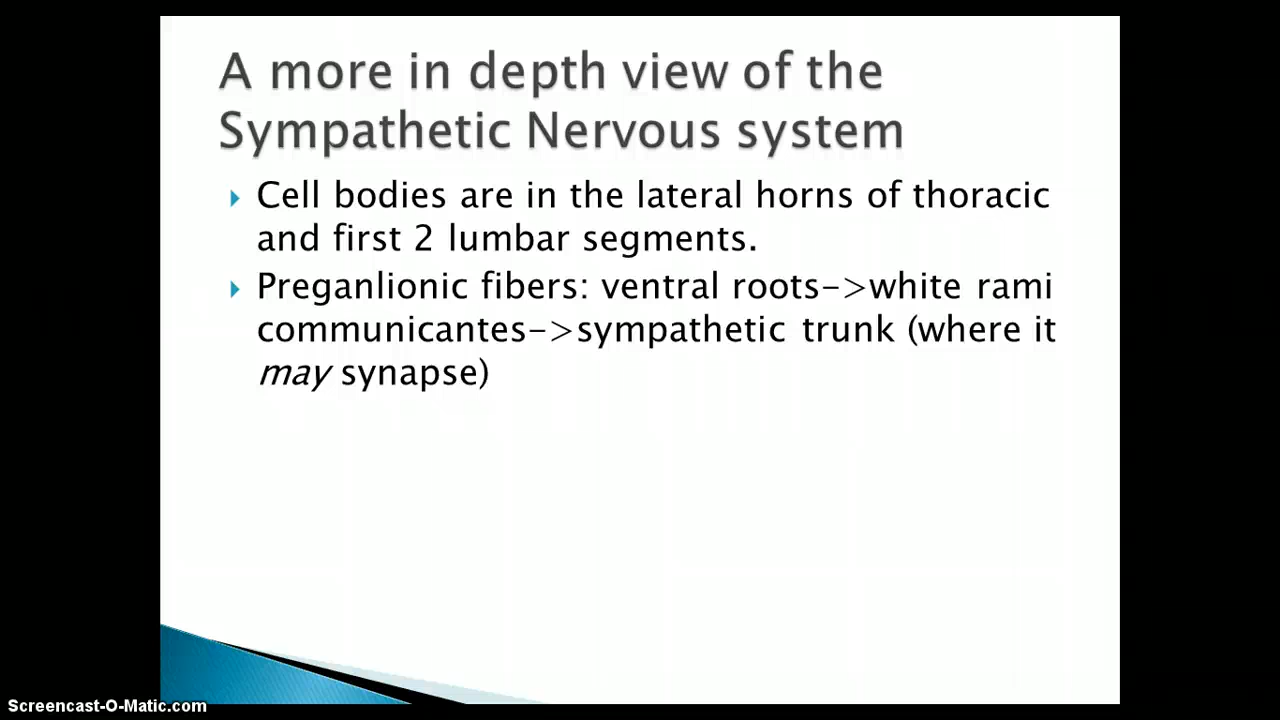 A more in depth view of the
Sympathetic Nervous system
Cell bodies are in the lateral horns of thoracic
and first 2 lumbar segments.
Preganlionic fibers: ventral roots->white rami
communicantes->sympathetic trunk (where it
may synapse)
Screencast-O-Matic.com